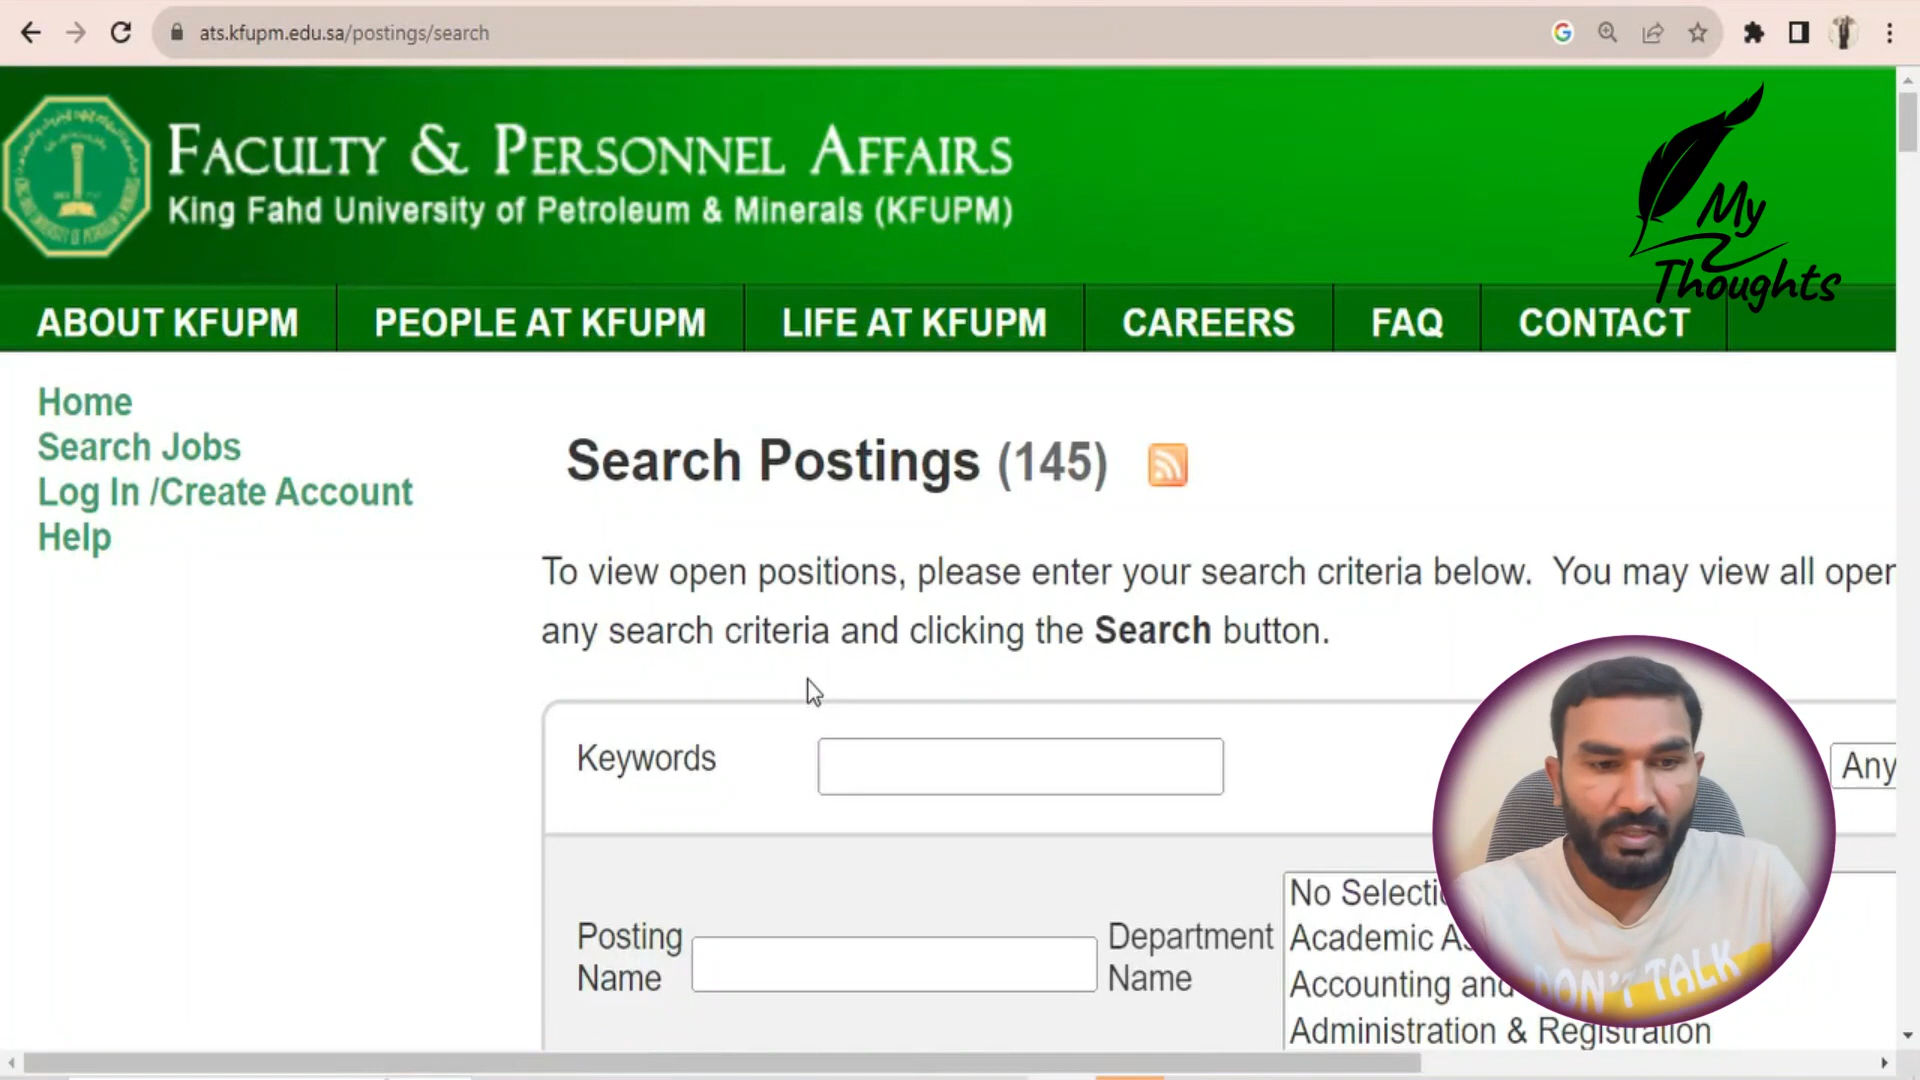 ats.kfupm.edu.sa/postings/search
FACULTY & PERSONNEL AFFAIRS
King Fahd University of Petroleum & Minerals (KFUPM)
My
Thoughts
ABOUT KFUPM
PEOPLE AT KFUPM
LIFE AT KFUPM
CAREERS
FAQ
CONTACT
Home
Search Jobs
Log In /Create Account
Help
Search Postings (145)
To view open positions, please enter your search criteria below. You may view all open
any search criteria and clicking the Search button.
Keywords
Any
Posting
Name
Department
Name
No Selecti
Academic As
Accounting and
Administration & Registration
DON'T TALK